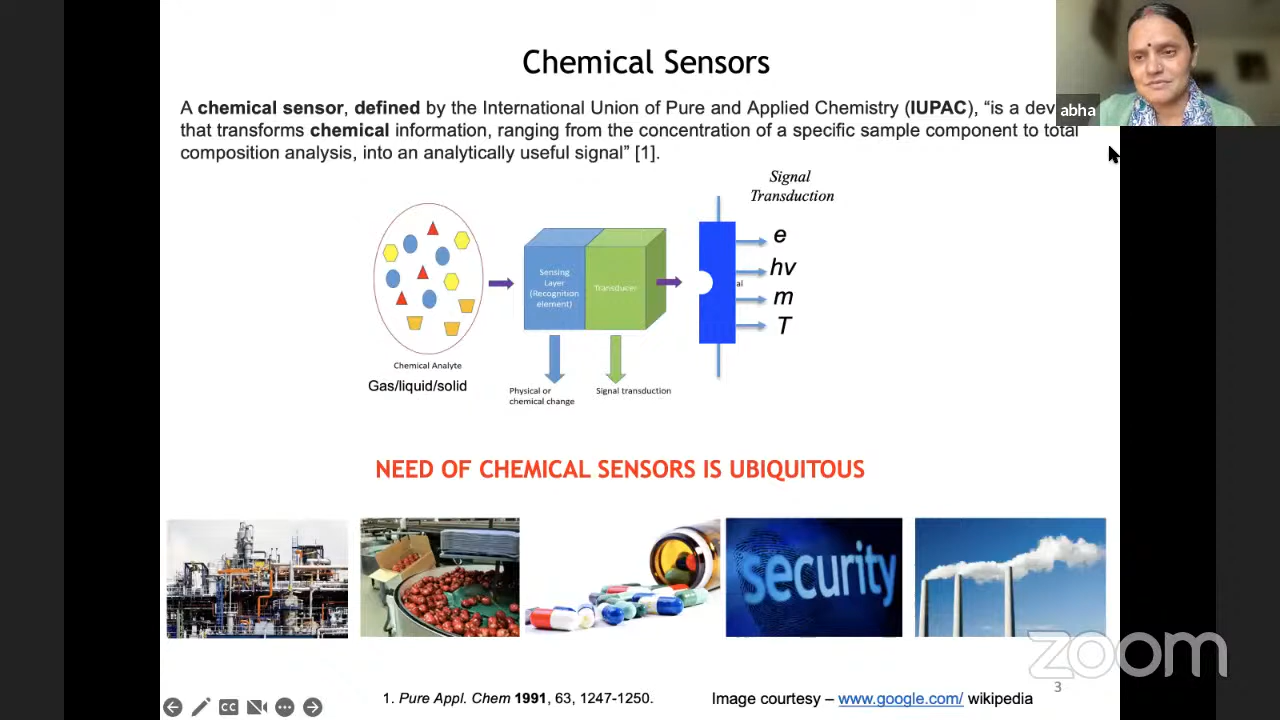 Chemical Sensors
A chemical sensor, defined by the International Union of Pure and Applied Chemistry (IUPAC), “is a dev
that transforms chemical information, ranging from the concentration of a specific sample component to total
composition analysis, into an analytically useful signal” [1].
abha
Signal
Transduction
e
hv
m
T
al
Sensing
Layer
(Recognition
element)
Transducer
Chemical Analyte
Gas/liquid/solid
Physical or
chemical change
Signal transduction
NEED OF CHEMICAL SENSORS IS UBIQUITOUS
security
zoom
3
CC
1. Pure Appl. Chem 1991, 63, 1247-1250.
Image courtesy – www.google.com/ wikipedia